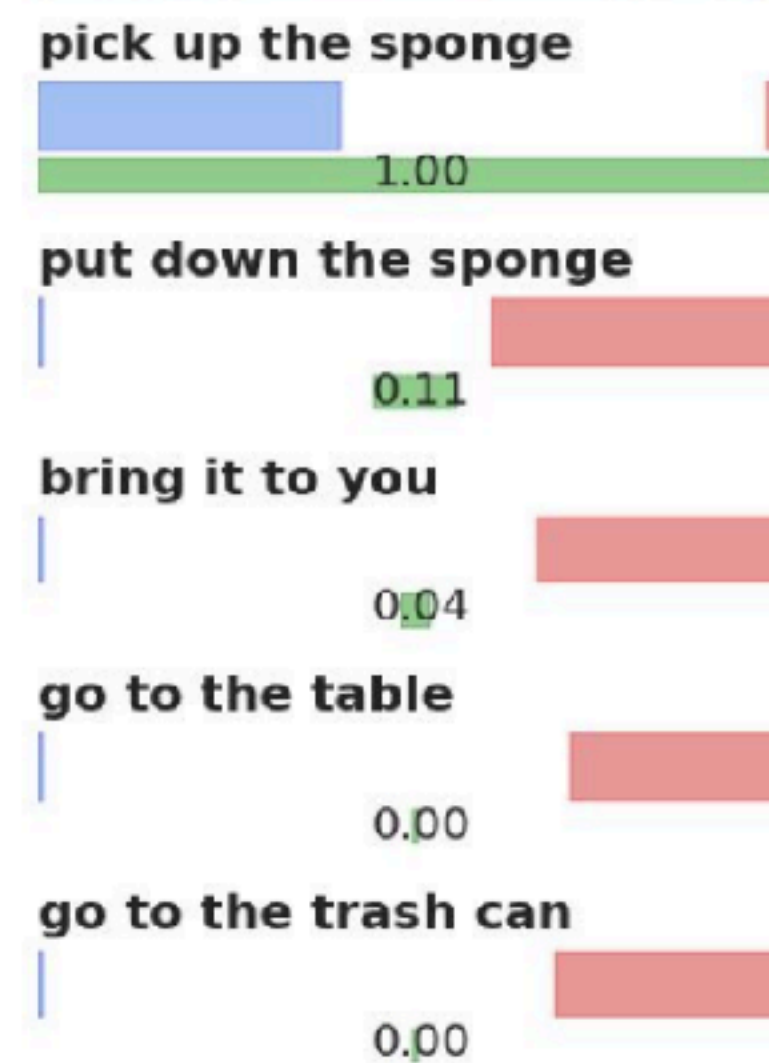 pick up the sponge
1.00
put down the sponge
0.11
bring it to you
0.04
go to the table
0.00
go to the trash can
0.00